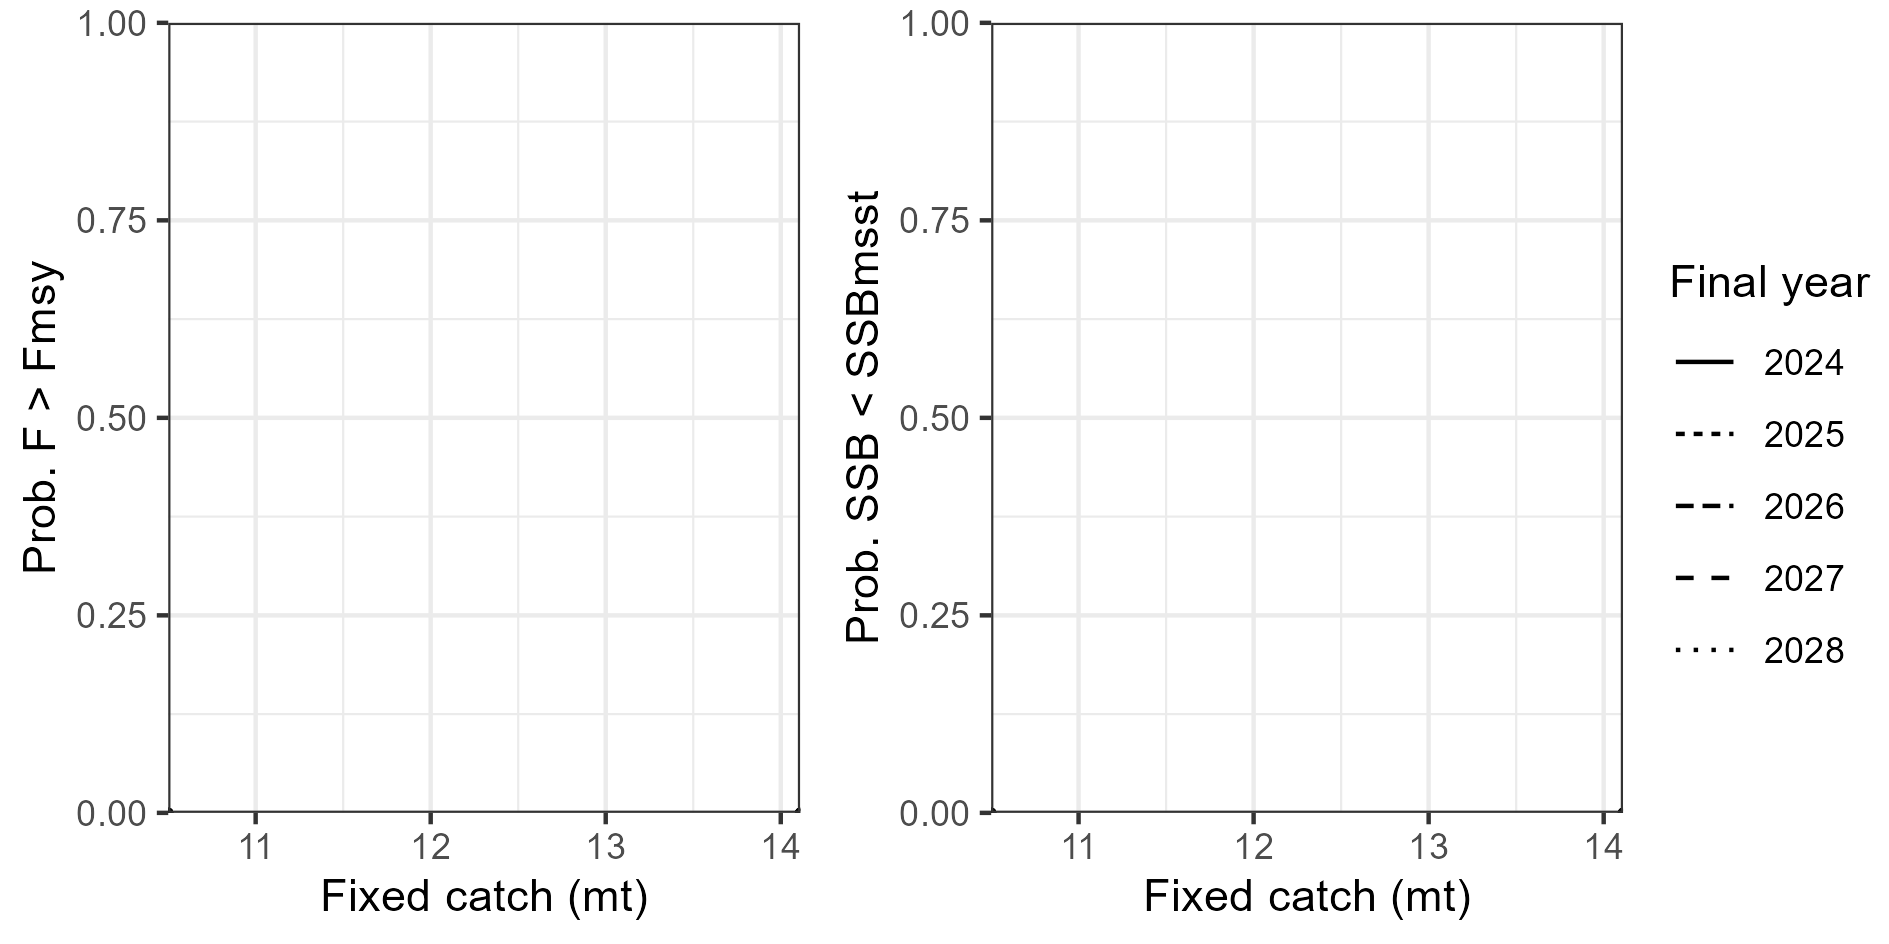 Prob. F > Fmsy
1.00
0.75
0.50
0.25
0.00
11 12 13 14
Fixed catch (mt)
Prob. SSB < SSBmsst
1.00
0.75
0.50
0.25
0.00
11 12 13 14
Fixed catch (mt)
Final year
2024
2025
2026
2027
2028